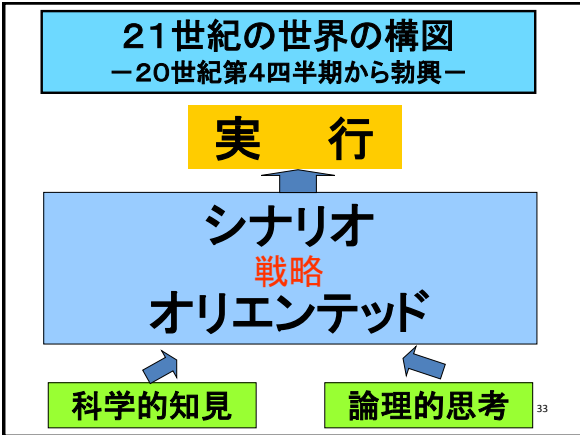 21世紀の世界の構図
－20世紀第4四半期から勃興－
実　行
シナリオ
戦略
オリエンテッド
科学的知見
論理的思考
33